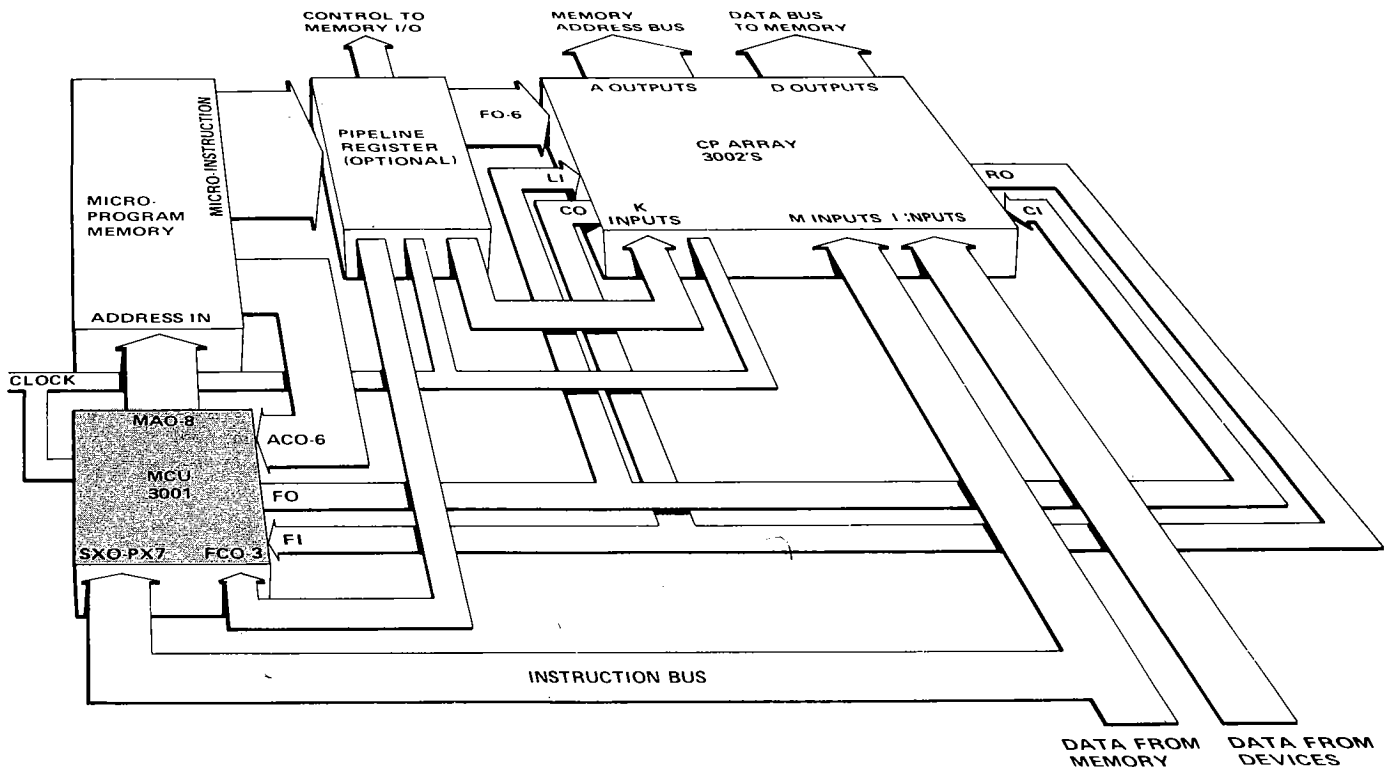 CONTROL TO
MEMORY I/O
MEMORY
ADDRESS BUS
DATA BUS
TO MEMORY
MICRO-INSTRUCTION
MICRO-
PROGRAM
MEMORY
ADDRESS IN
PIPELINE
REGISTER
(OPTIONAL)
FO-6
A OUTPUTS
D OUTPUTS
CP ARRAY
3002'S
LI
CO
K
INPUTS
M INPUTS
I INPUTS
RO
CI
CLOCK
MAO-8
ACO-6
MCU
3001
FO
FI
SXO-PX7
FCO-3
INSTRUCTION BUS
DATA FROM
MEMORY
DATA FROM
DEVICES